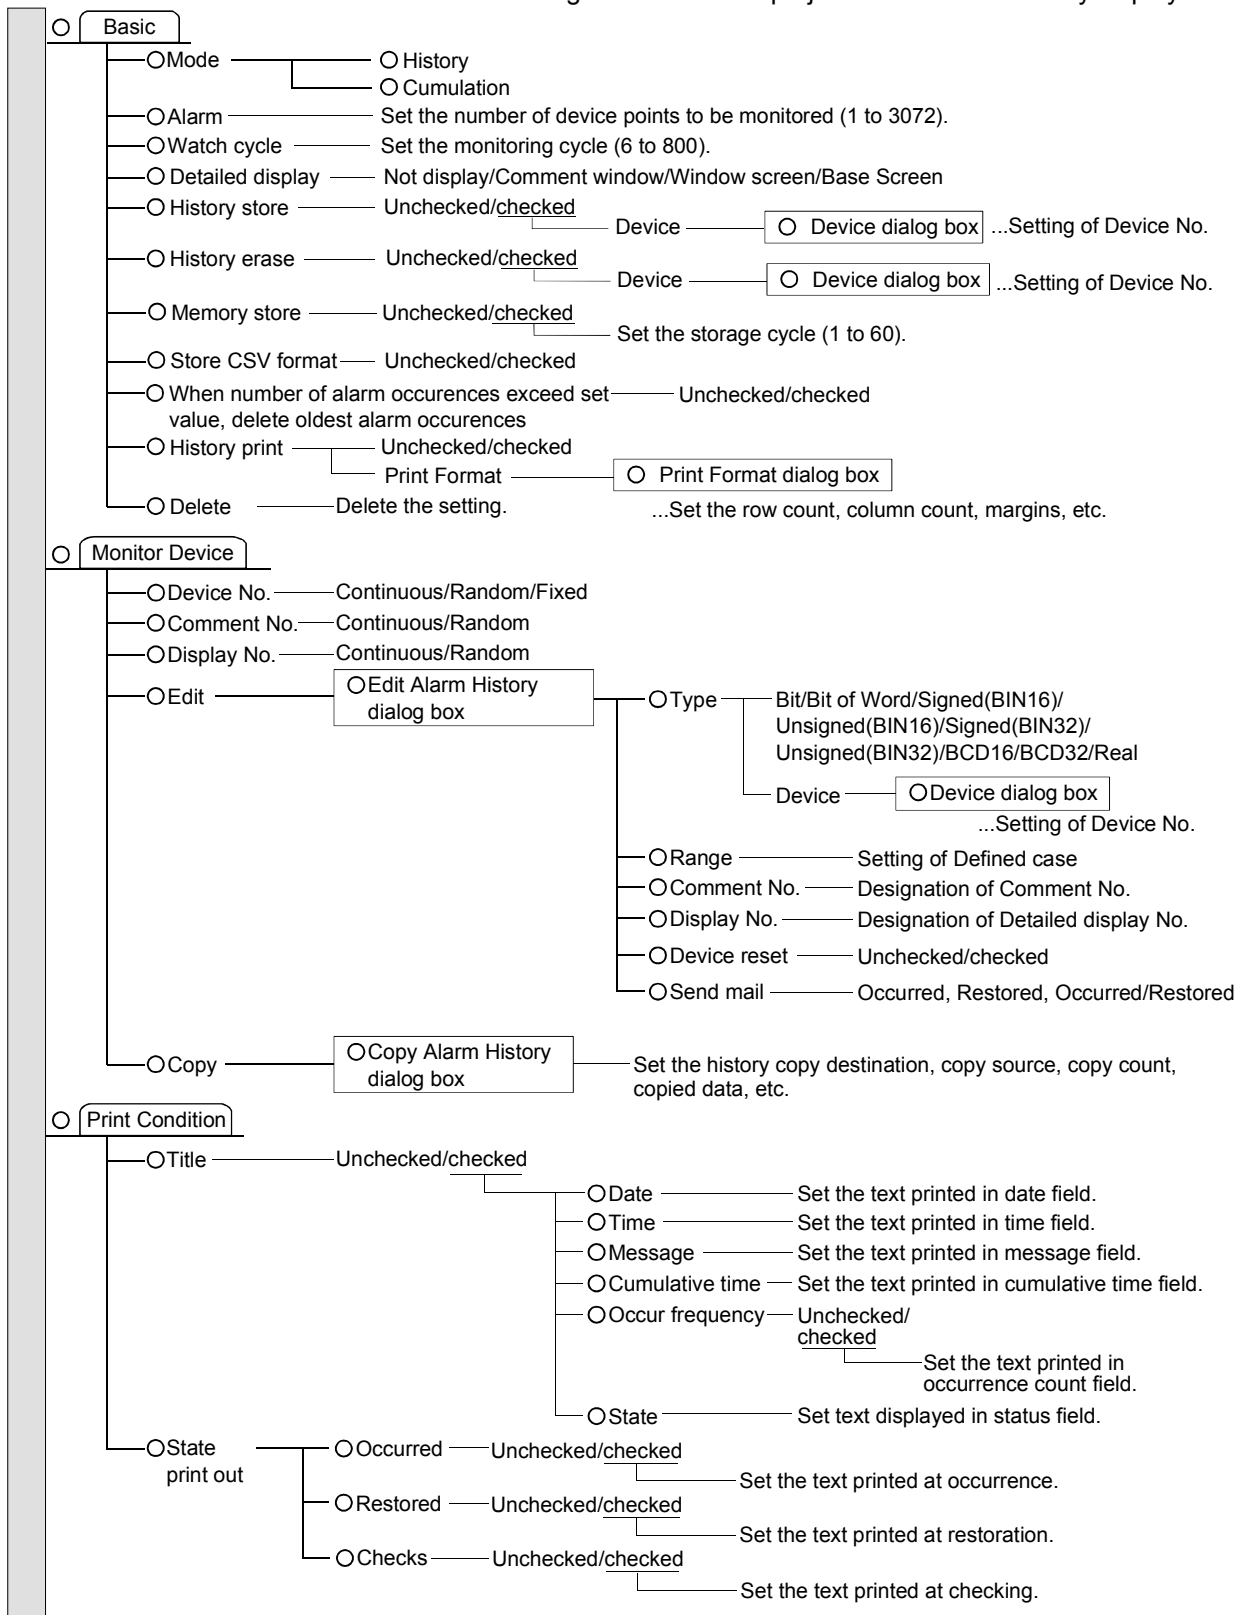 Basic
Mode
History
Cumulation
Alarm Set the number of device points to be monitored (1 to 3072).
Watch cycle Set the monitoring cycle (6 to 800).
Detailed display Not display/Comment window/Window screen/Base Screen
History store Unchecked/checked
Device Device dialog box ...Setting of Device No.
History erase Unchecked/checked
Device Device dialog box ...Setting of Device No.
Memory store Unchecked/checked
Set the storage cycle (1 to 60).
Store CSV format Unchecked/checked
When number of alarm occurences exceed set Unchecked/checked
value, delete oldest alarm occurences
History print Unchecked/checked
Print Format Print Format dialog box
Delete Delete the setting. ...Set the row count, column count, margins, etc.
Monitor Device
Device No. Continuous/Random/Fixed
Comment No. Continuous/Random
Display No. Continuous/Random
Edit
Edit Alarm History
dialog box
Type
Bit/Bit of Word/Signed(BIN16)/
Unsigned(BIN16)/Signed(BIN32)/
Unsigned(BIN32)/BCD16/BCD32/Real
Device Device dialog box
...Setting of Device No.
Range Setting of Defined case
Comment No. Designation of Comment No.
Display No. Designation of Detailed display No.
Device reset Unchecked/checked
Send mail Occurred, Restored, Occurred/Restored
Copy
Copy Alarm History
dialog box
Set the history copy destination, copy source, copy count,
copied data, etc.
Print Condition
Title Unchecked/checked
Date Set the text printed in date field.
Time Set the text printed in time field.
Message Set the text printed in message field.
Cumulative time Set the text printed in cumulative time field.
Occur frequency Unchecked/
checked
Set the text printed in
occurrence count field.
State Set text displayed in status field.
State
print out
Occurred Unchecked/checked
Set the text printed at occurrence.
Restored Unchecked/checked
Set the text printed at restoration.
Checks Unchecked/checked
Set the text printed at checking.